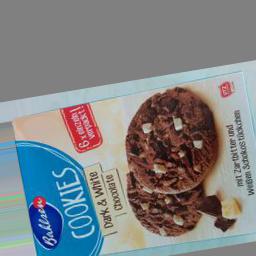 6 x einzeln
verpackt!
Bahlsen
COOKIES
Dark & White
Chocolate
mit Zartbitter und
Weißen Schokostückchen